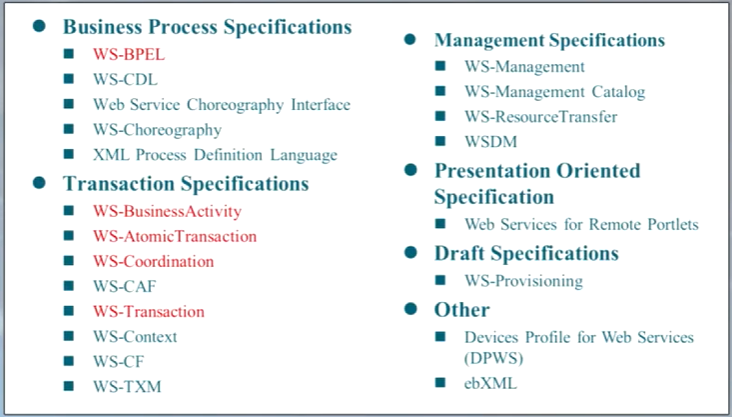 Business Process Specifications
WS-BPEL
WS-CDL
Web Service Choreography Interface
WS-Choreography
XML Process Definition Language
Transaction Specifications
WS-BusinessActivity
WS-AtomicTransaction
WS-Coordination
WS-CAF
WS-Transaction
WS-Context
WS-CF
WS-TXM
Management Specifications
WS-Management
WS-Management Catalog
WS-ResourceTransfer
WSDM
Presentation Oriented
Specification
Web Services for Remote Portlets
Draft Specifications
WS-Provisioning
Other
Devices Profile for Web Services
(DPWS)
ebXML